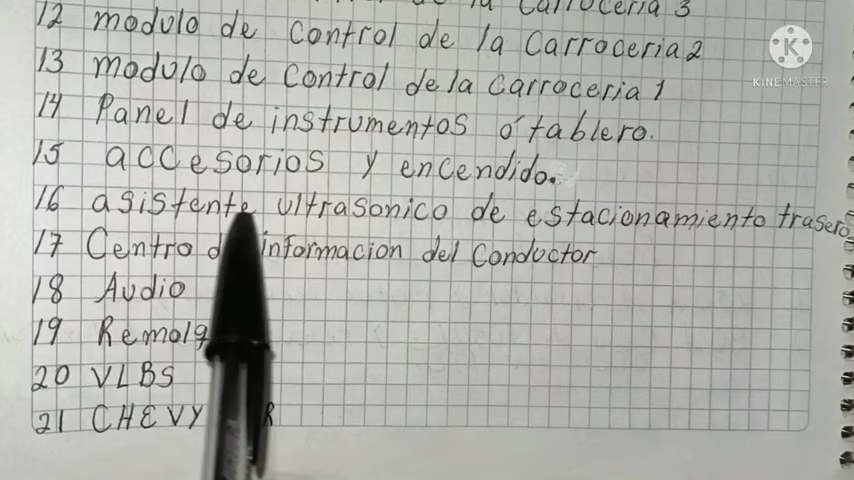 de la Carroceria 3
12 modulo de Control de la Carroceria 2
13 modulo de Control de la Carroceria 1
14 Panel de instrumentos o tablero.
15 accesorios y encendido.
16 asistente ultrasonico de estacionamiento trasero
17 Centro informacion del Conductor
18 Audio
19
20 VLBS
21 CHEVY
KINEMASTER